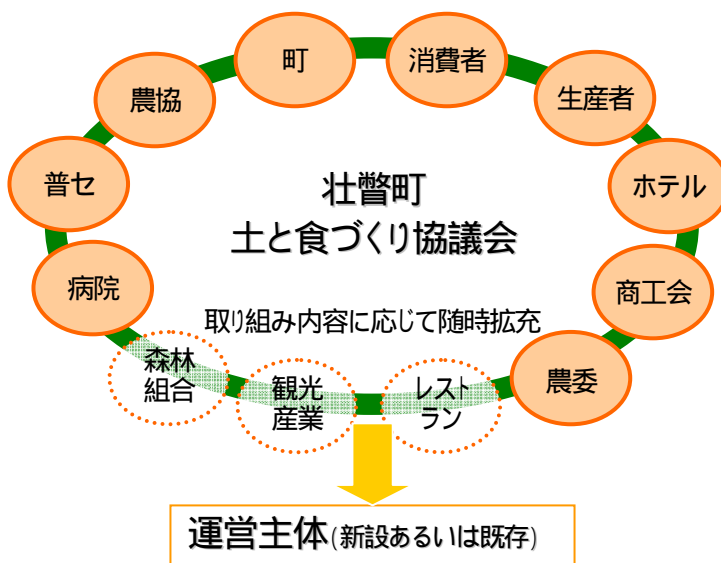 町
消費者
農協
生産者
普セ
ホテル
壮瞥町
土と食づくり協議会
病院
商工会
取り組み内容に応じて随時拡充
森林
組合
観光
産業
レスト
ラン
農委
運営主体(新設あるいは既存)